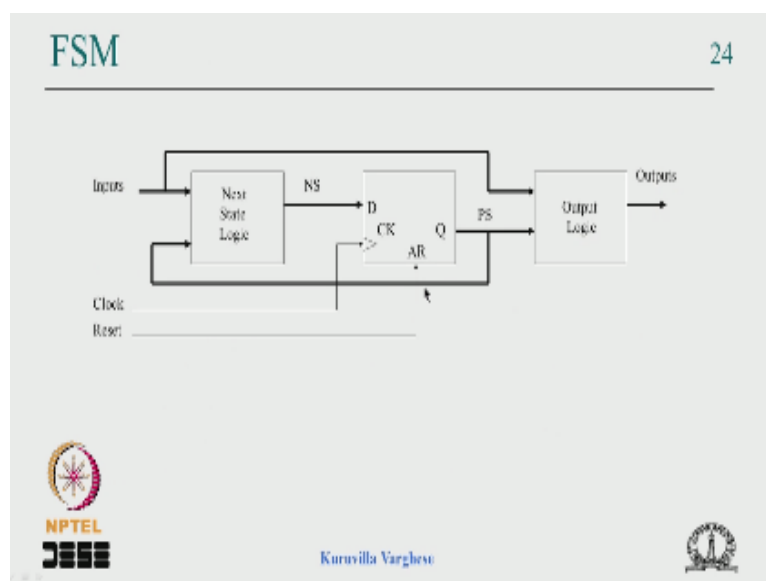 FSM
24
Inputs
Next
State
Logic
NS
D
CK
Q
AR
PS
Output
Logic
Outputs
Clock
Reset
NPTEL
Kuruvilla Varghese